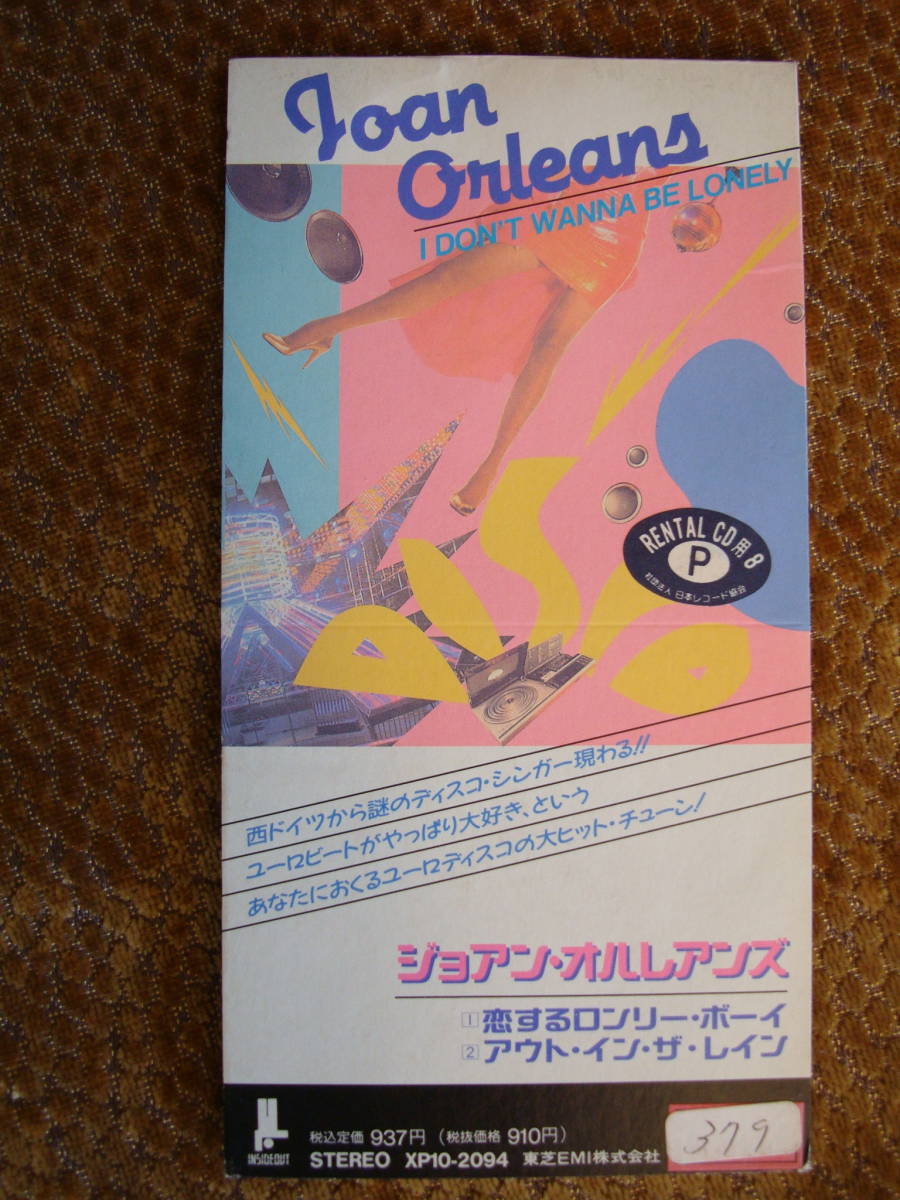 Joan
Orleans
I DON'T WANNA BE LONELY
DISCO
RENTAL CD用 8
P
社団法人 日本レコード協会
西ドイツから謎のディスコ・シンガー現わる!!
ユーロビートがやっぱり大好き、という
あなたにおくるユーロディスコの大ヒット・チューン!
ジョアン・オルレアンズ
1 恋するロンリー・ボーイ
2 アウト・イン・ザ・レイン
INSIDEOUT
税込定価 937円 (税抜価格 910円)
STEREO XP10-2094 東芝EMI株式会社
379